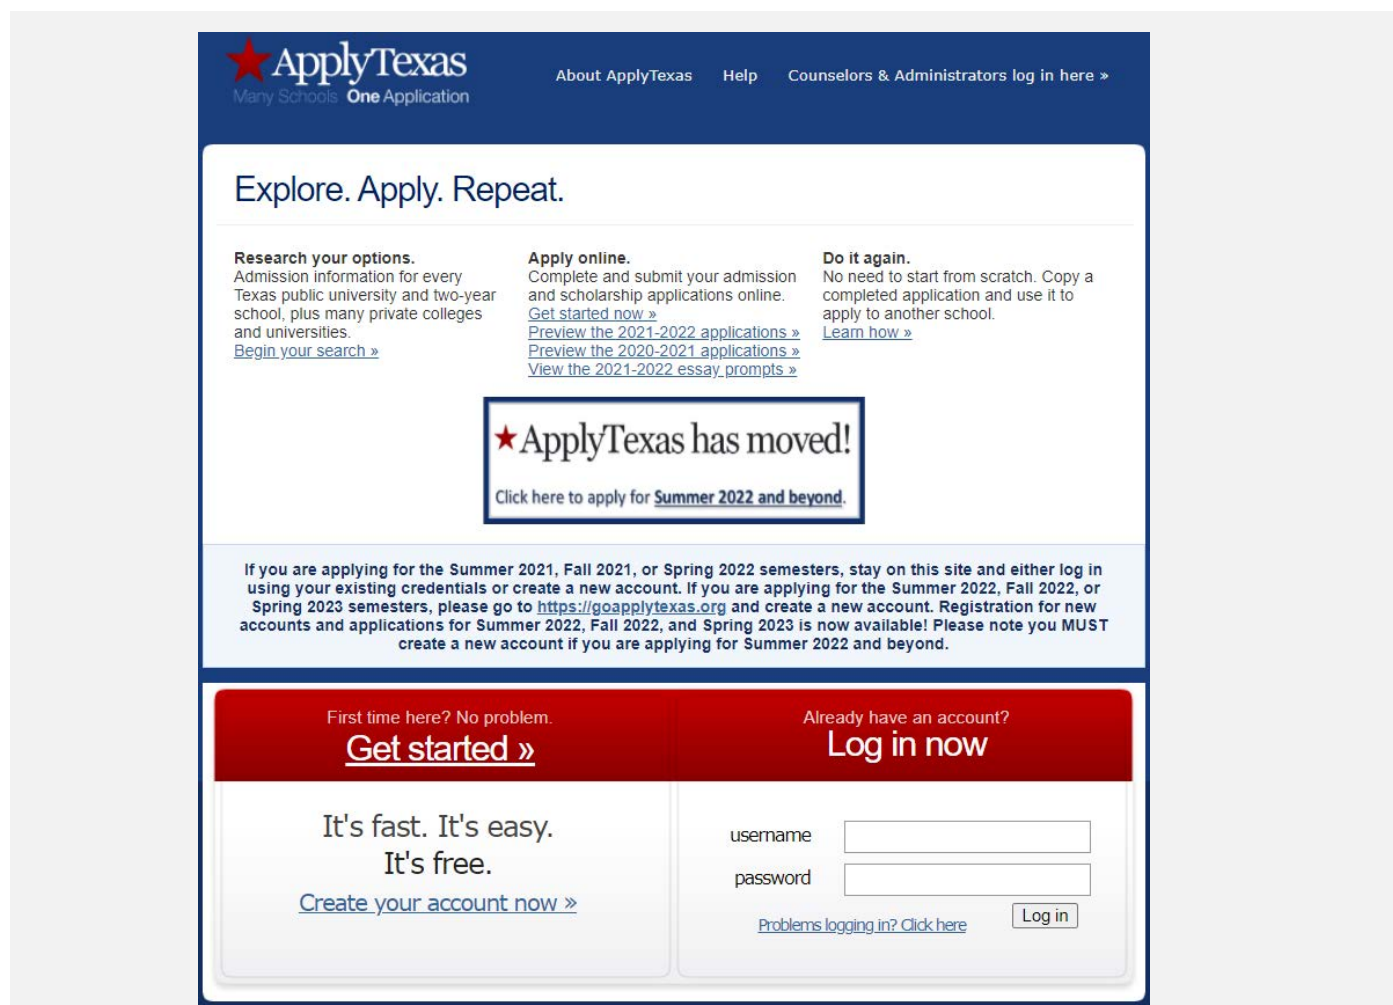 ApplyTexas
Many Schools One Application
About ApplyTexas Help Counselors & Administrators log in here »
Explore. Apply. Repeat.
Research your options.
Admission information for every
Texas public university and two-year
school, plus many private colleges
and universities.
Begin your search »
Apply online.
Complete and submit your admission
and scholarship applications online.
Get started now »
Preview the 2021-2022 applications »
Preview the 2020-2021 applications »
View the 2021-2022 essay prompts »
Do it again.
No need to start from scratch. Copy a
completed application and use it to
apply to another school.
Learn how »
ApplyTexas has moved!
Click here to apply for Summer 2022 and beyond.
If you are applying for the Summer 2021, Fall 2021, or Spring 2022 semesters, stay on this site and either log in
using your existing credentials or create a new account. If you are applying for the Summer 2022, Fall 2022, or
Spring 2023 semesters, please go to https://goapplytexas.org and create a new account. Registration for new
accounts and applications for Summer 2022, Fall 2022, and Spring 2023 is now available! Please note you MUST
create a new account if you are applying for Summer 2022 and beyond.
First time here? No problem.
Get started »
It's fast. It's easy.
It's free.
Create your account now »
Already have an account?
Log in now
username
password
Problems logging in? Click here
Log in